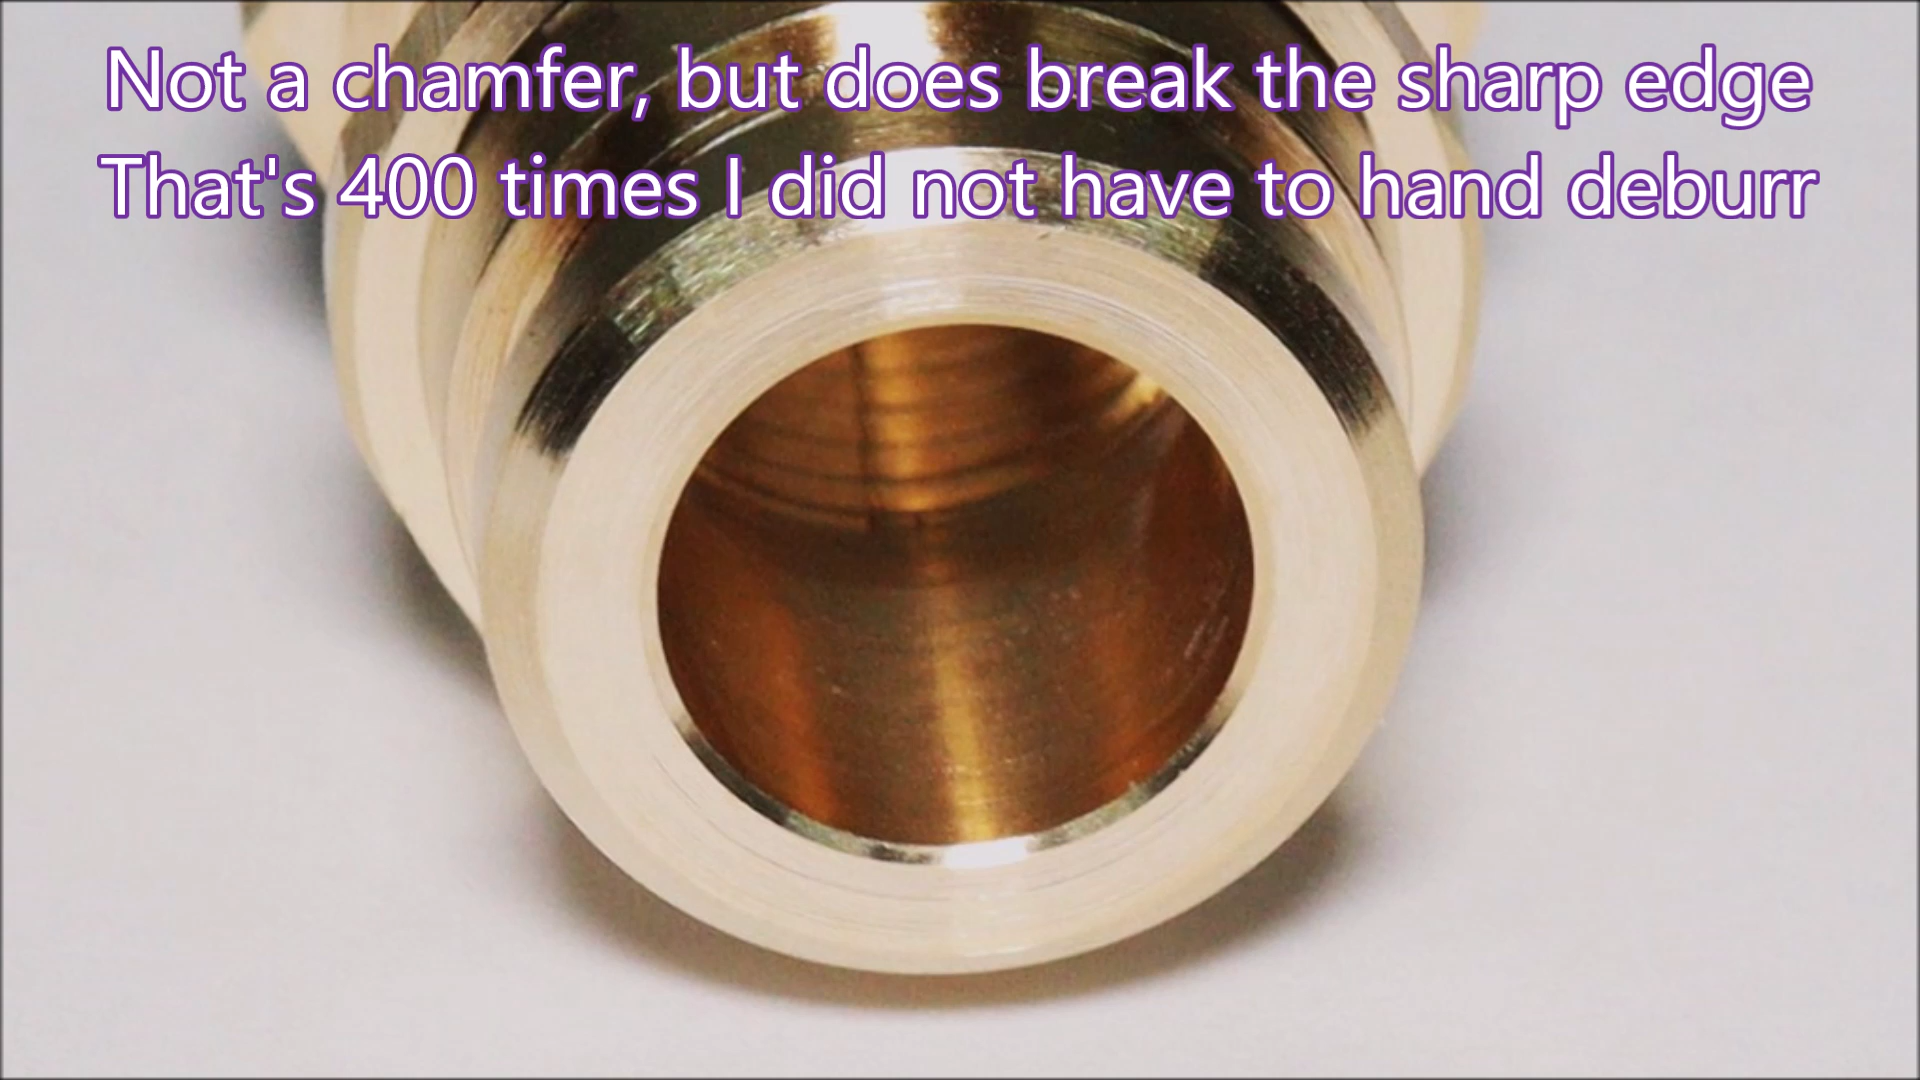 Not a chamfer, but does break the sharp edge
That's 400 times I did not have to hand deburr